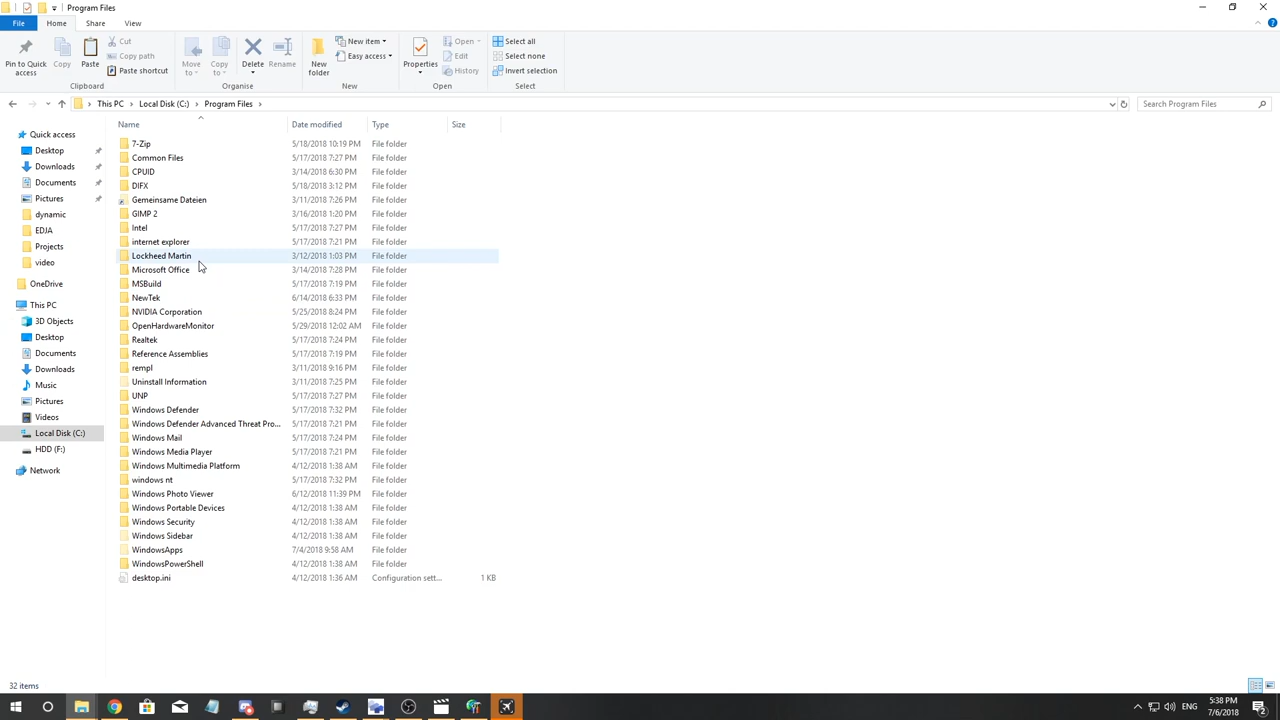 Program Files
File Home Share View
Pin to Quick access
Copy
Paste
Cut
Copy path
Paste shortcut
Clipboard
Move to
Copy to
Delete
Rename
Organise
New folder
New item
Easy access
New
Properties
Open
Edit
History
Open
Select all
Select none
Invert selection
Select
This PC > Local Disk (C:) > Program Files >
Search Program Files
Quick access
Desktop
Downloads
Documents
Pictures
dynamic
EDJA
Projects
video
OneDrive
This PC
3D Objects
Desktop
Documents
Downloads
Music
Pictures
Videos
Local Disk (C:)
HDD (F:)
Network
Name Date modified Type Size
7-Zip 5/18/2018 10:19 PM File folder
Common Files 5/17/2018 7:27 PM File folder
CPUID 3/14/2018 6:30 PM File folder
DIFX 5/18/2018 3:12 PM File folder
Gemeinsame Dateien 3/11/2018 7:26 PM File folder
GIMP 2 3/16/2018 1:20 PM File folder
Intel 5/17/2018 7:27 PM File folder
internet explorer 5/17/2018 7:21 PM File folder
Lockheed Martin 3/12/2018 1:03 PM File folder
Microsoft Office 3/14/2018 7:28 PM File folder
MSBuild 5/17/2018 7:19 PM File folder
NewTek 6/14/2018 6:33 PM File folder
NVIDIA Corporation 5/25/2018 8:24 PM File folder
OpenHardwareMonitor 5/29/2018 12:02 AM File folder
Realtek 5/17/2018 7:24 PM File folder
Reference Assemblies 5/17/2018 7:19 PM File folder
rempl 3/11/2018 9:16 PM File folder
Uninstall Information 3/11/2018 7:25 PM File folder
UNP 5/17/2018 7:27 PM File folder
Windows Defender 5/17/2018 7:32 PM File folder
Windows Defender Advanced Threat Pro... 5/17/2018 7:21 PM File folder
Windows Mail 5/17/2018 7:24 PM File folder
Windows Media Player 5/17/2018 7:21 PM File folder
Windows Multimedia Platform 4/12/2018 1:38 AM File folder
windows nt 5/17/2018 7:32 PM File folder
Windows Photo Viewer 6/12/2018 11:39 PM File folder
Windows Portable Devices 4/12/2018 1:38 AM File folder
Windows Security 4/12/2018 1:38 AM File folder
Windows Sidebar 4/12/2018 1:38 AM File folder
WindowsApps 7/4/2018 9:58 AM File folder
WindowsPowerShell 4/12/2018 1:38 AM File folder
desktop.ini 4/12/2018 1:36 AM Configuration sett... 1 KB
32 items
ENG
5:38 PM
7/6/2018
2